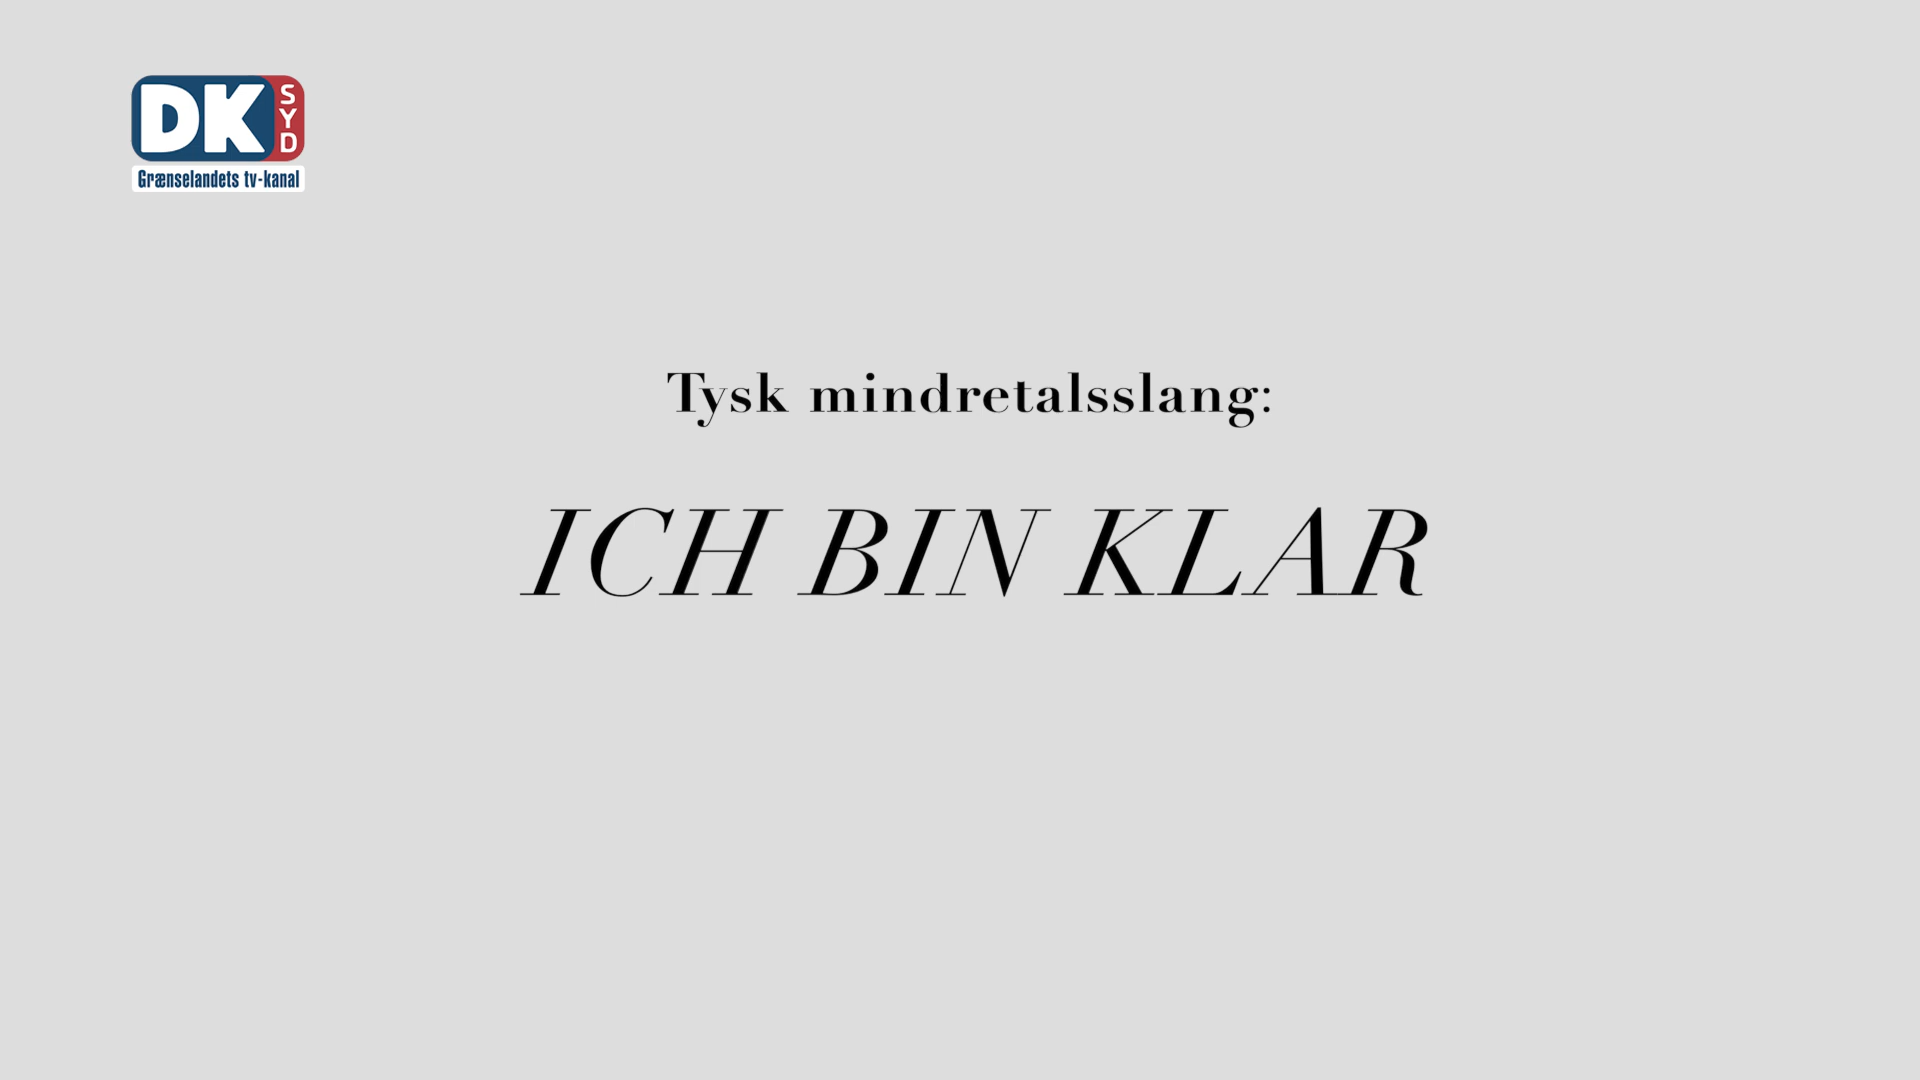 DK SYD
Grænselandets tv-kanal
Tysk mindretalsslang:
ICH BIN KLAR